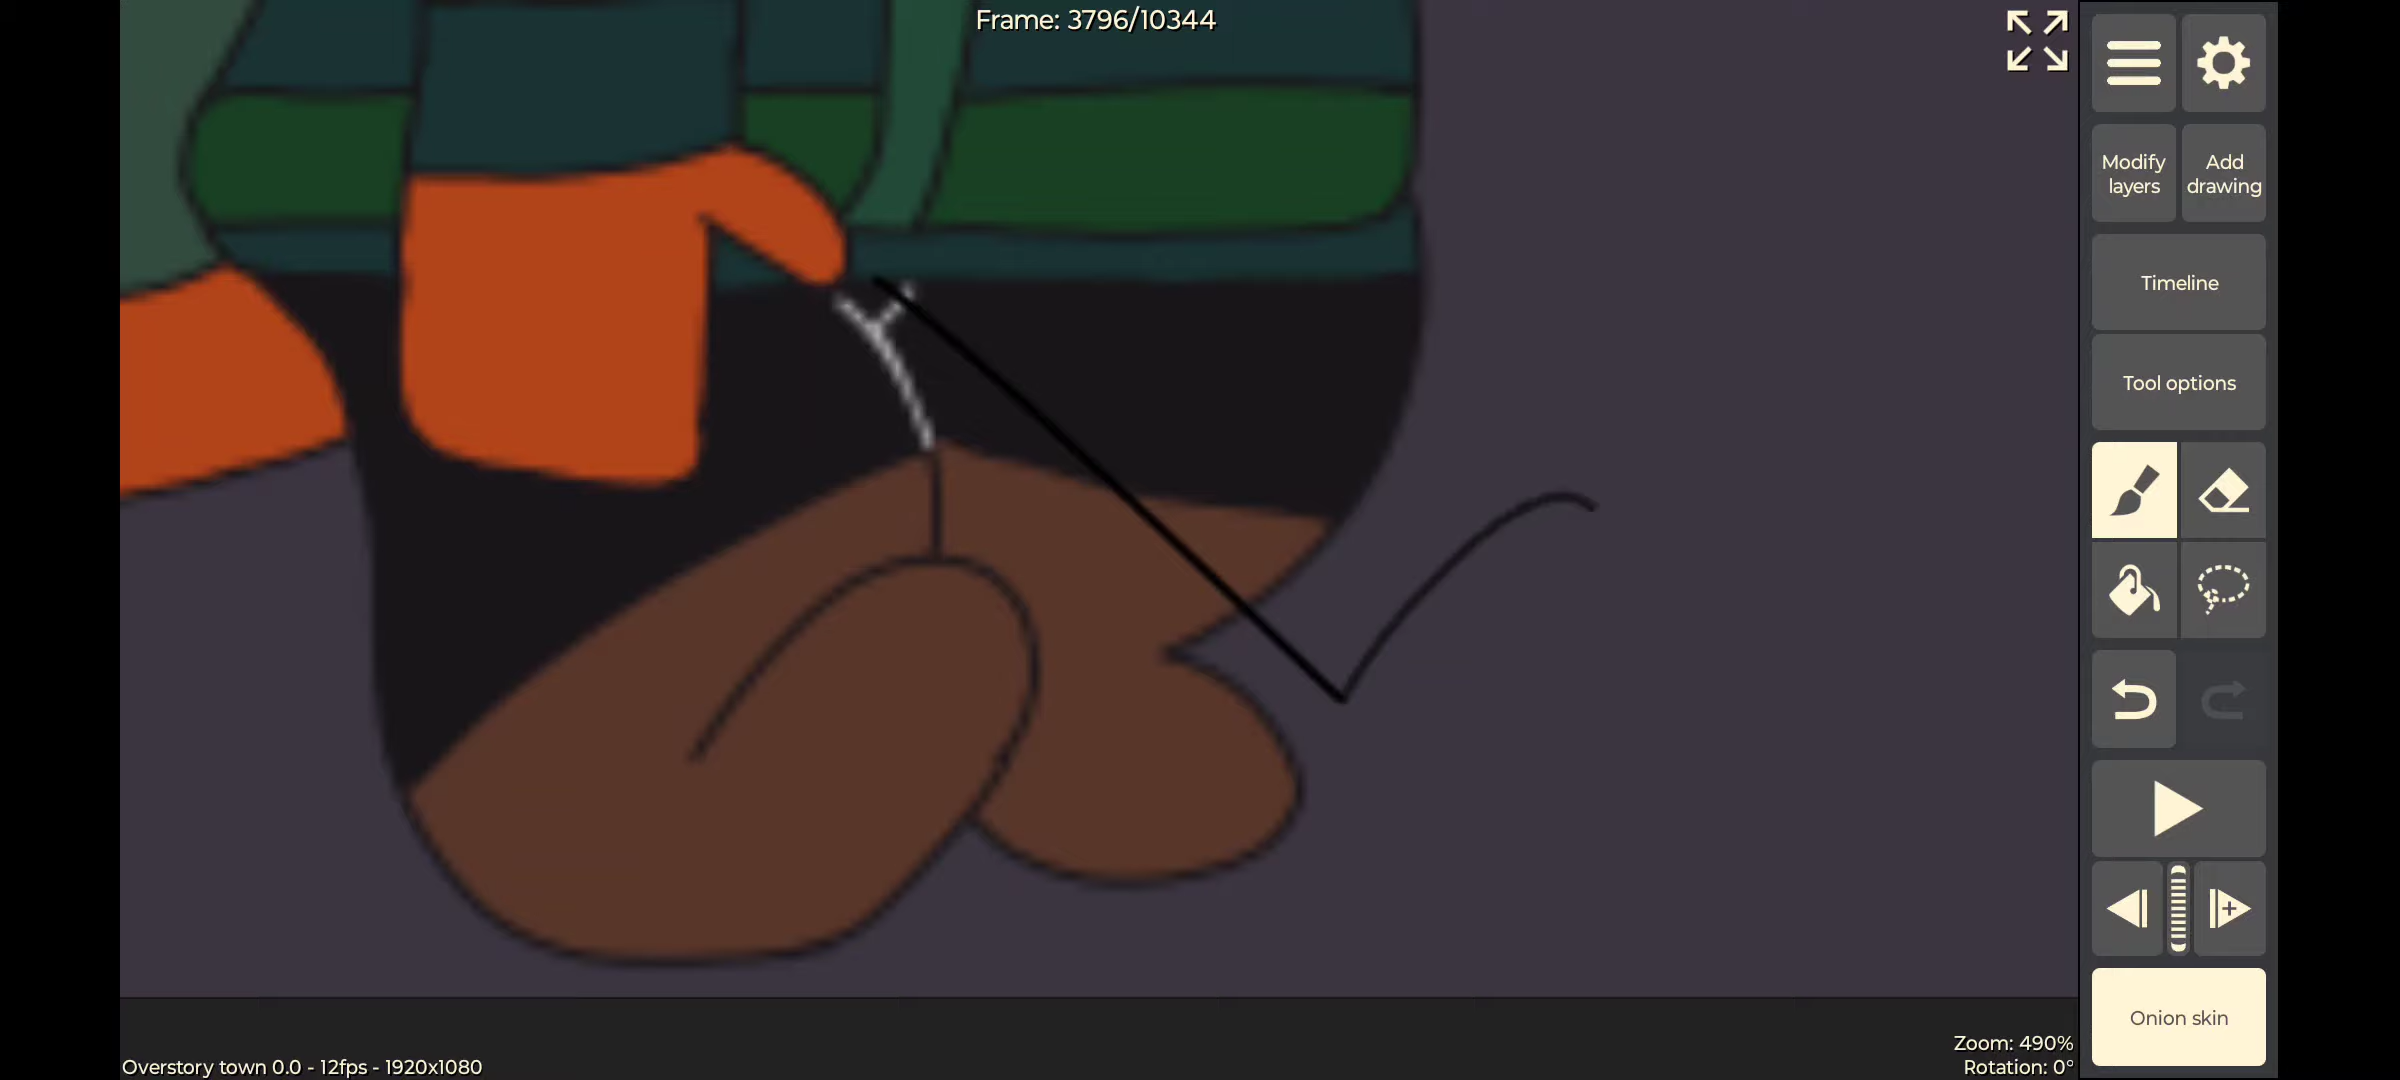 Frame: 3796/10344
Modify layers
Add drawing
Timeline
Tool options
Onion skin
Zoom: 490%
Rotation: 0°
Overstory town 0.0 - 12fps - 1920x1080